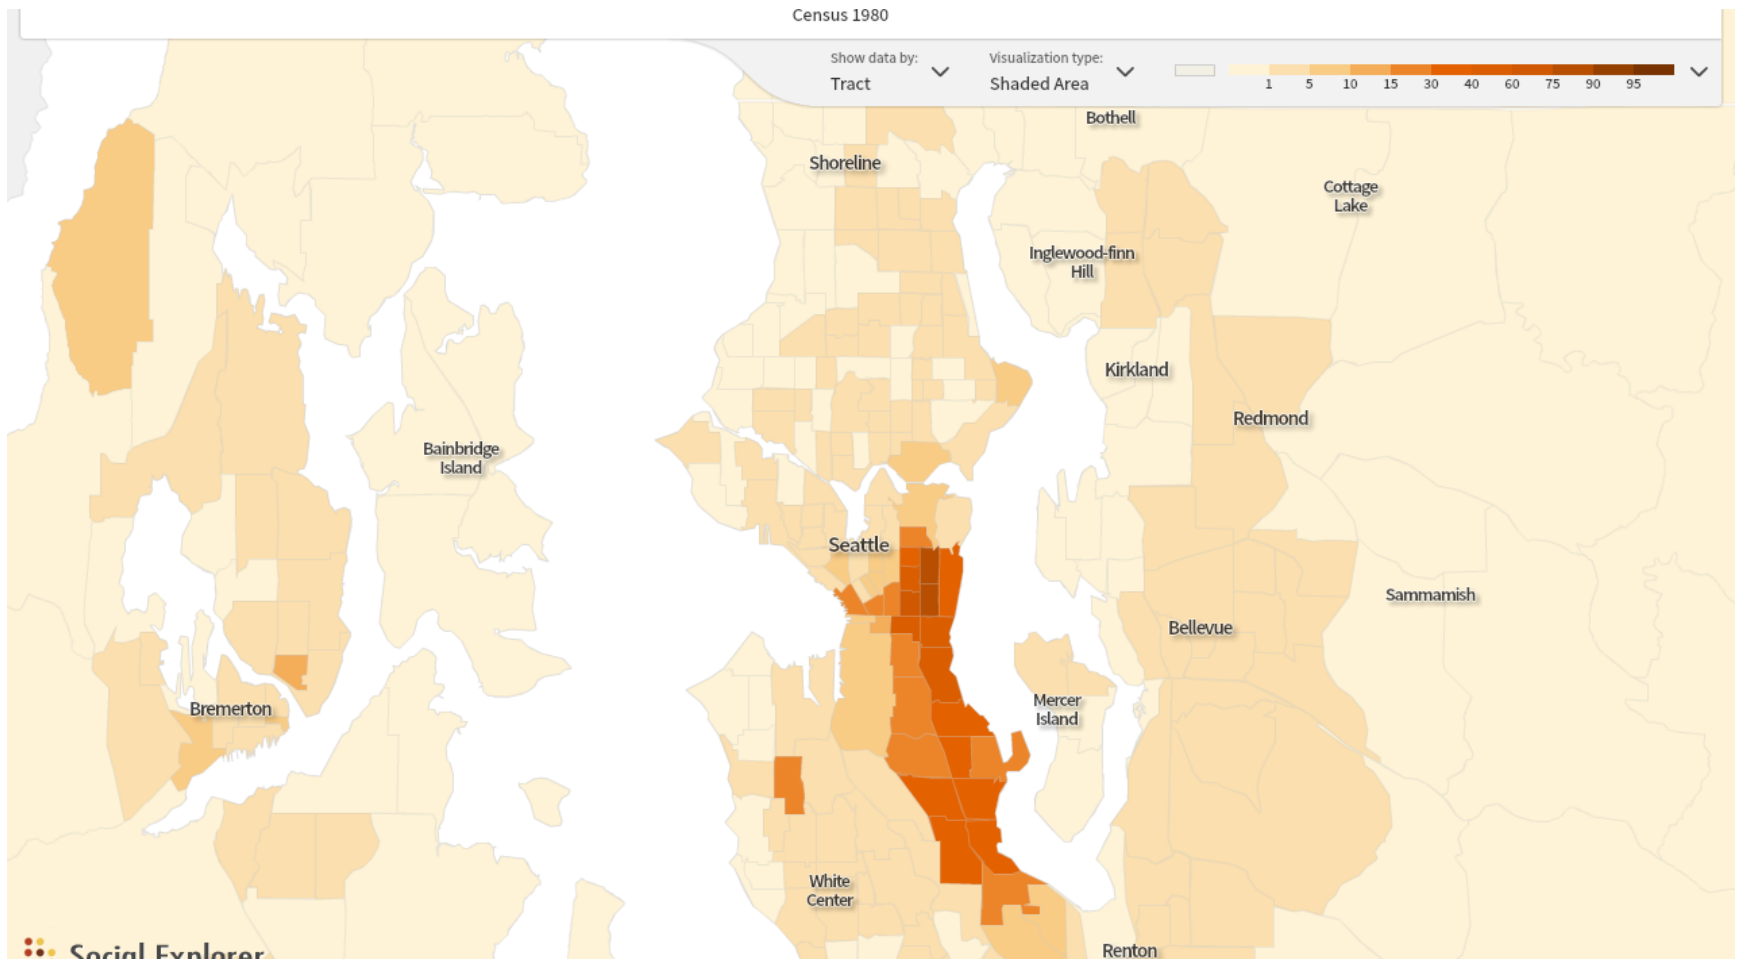 Census 1980
Show data by:
Tract
Visualization type:
Shaded Area
1 5 10 15 30 40 60 75 90 95
Bothell
Shoreline
Cottage
Lake
Inglewood-finn
Hill
Kirkland
Redmond
Bainbridge
Island
Seattle
Sammamish
Bellevue
Mercer
Island
Bremerton
White
Center
Renton
Social Explorer